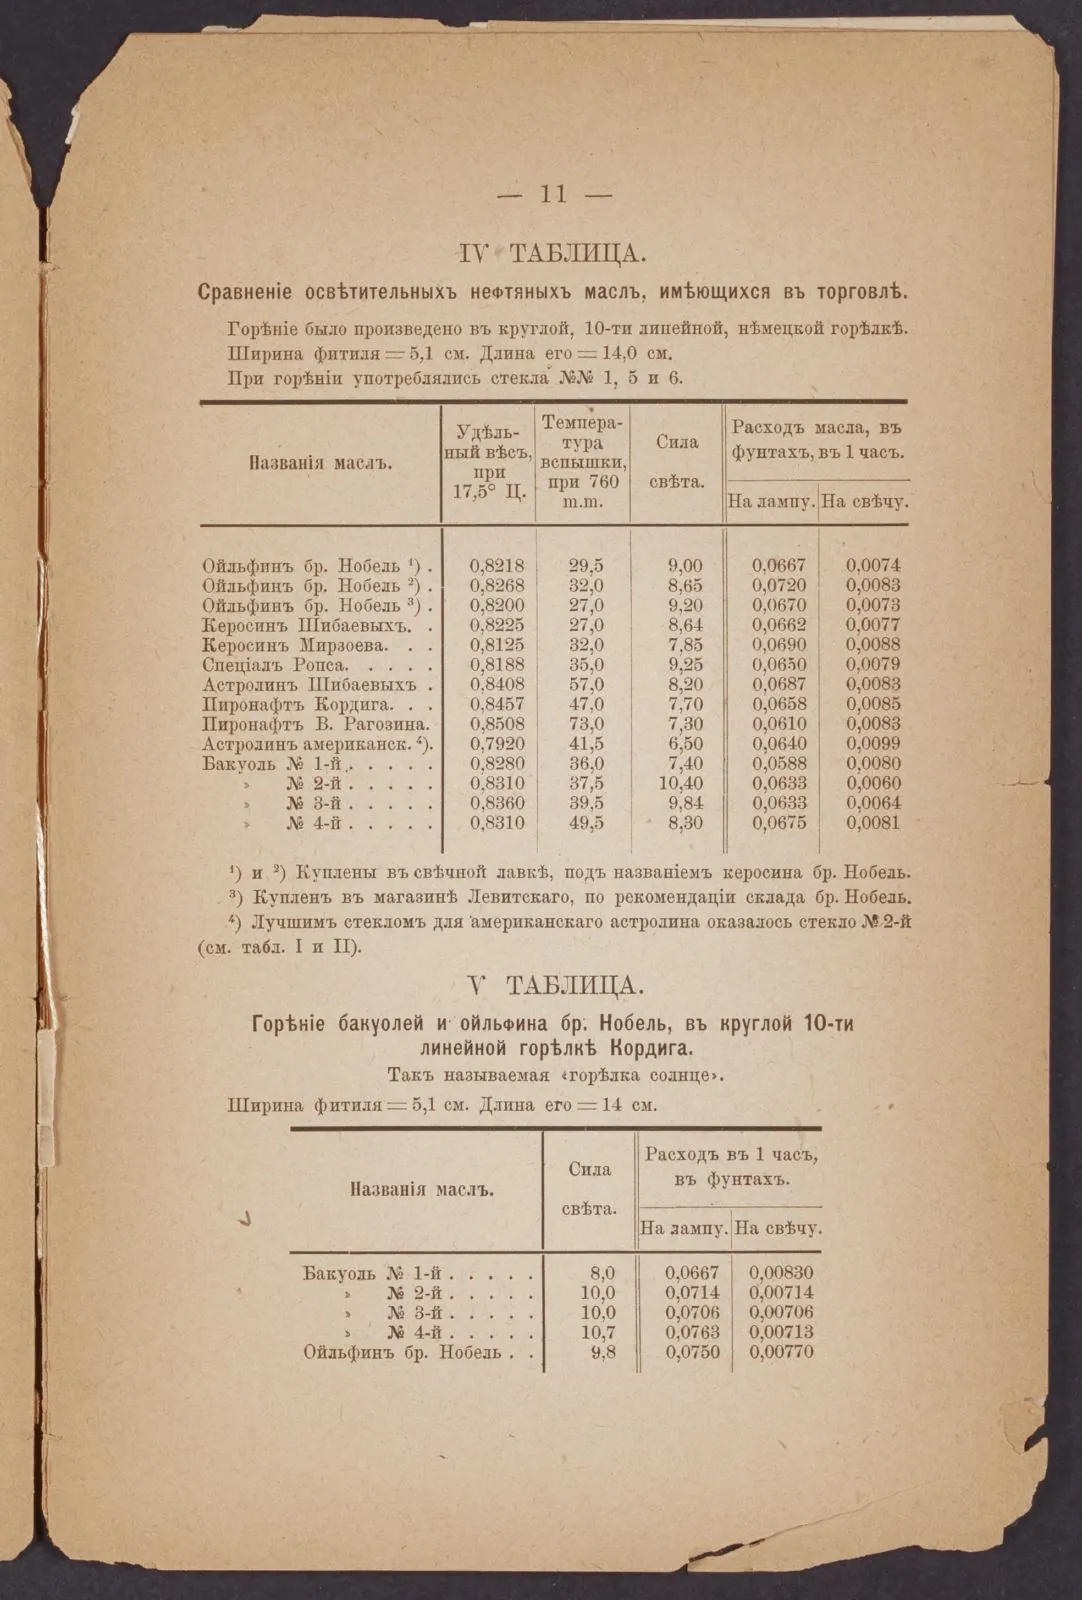 — 11 —
IV ТАБЛИЦА.
Сравненіе освѣтительныхъ нефтяныхъ маслъ, имѣющихся въ торговлѣ.
Горѣніе было произведено въ круглой, 10-ти линейной, нѣмецкой горѣлкѣ.
Ширина фитиля = 5,1 см. Длина его = 14,0 см.
При горѣніи употреблялись стекла №№ 1, 5 и 6.
Названія маслъ. Удѣль-ный вѣсъ, при 17,5° Ц. Темпера-тура вспышки, при 760 m.m. Сила свѣта. Расходъ масла, въ фунтахъ, въ 1 часъ. На лампу. На свѣчу.
Ойльфинъ бр. Нобель ¹) . 0,8218 29,5 9,00 0,0667 0,0074
Ойльфинъ бр. Нобель ²) . 0,8268 32,0 8,65 0,0720 0,0083
Ойльфинъ бр. Нобель ³) . 0,8200 27,0 9,20 0,0670 0,0073
Керосинъ Шибаевыхъ. . 0,8225 27,0 8,64 0,0662 0,0077
Керосинъ Мирзоева. . . 0,8125 32,0 7,85 0,0690 0,0088
Спеціалъ Ропса. . . . . 0,8188 35,0 9,25 0,0650 0,0079
Астролинъ Шибаевыхъ . 0,8408 57,0 8,20 0,0687 0,0083
Пиронафтъ Кордига. . . 0,8457 47,0 7,70 0,0658 0,0085
Пиронафтъ В. Рагозина. 0,8508 73,0 7,30 0,0610 0,0083
Астролинъ американск. ⁴). 0,7920 41,5 6,50 0,0640 0,0099
Бакуоль № 1-й . . . . . 0,8280 36,0 7,40 0,0588 0,0080
» № 2-й . . . . . 0,8310 37,5 10,40 0,0633 0,0060
» № 3-й . . . . . 0,8360 39,5 9,84 0,0633 0,0064
» № 4-й . . . . . 0,8310 49,5 8,30 0,0675 0,0081
¹) и ²) Куплены въ свѣчной лавкѣ, подъ названіемъ керосина бр. Нобель.
³) Купленъ въ магазинѣ Левитскаго, по рекомендаціи склада бр. Нобель.
⁴) Лучшимъ стекломъ для американскаго астролина оказалось стекло № 2-й
(см. табл. I и II).
V ТАБЛИЦА.
Горѣніе бакуолей и ойльфина бр. Нобель, въ круглой 10-ти
линейной горѣлкѣ Кордига.
Такъ называемая «горѣлка солнце».
Ширина фитиля = 5,1 см. Длина его = 14 см.
Названія маслъ. Сила свѣта. Расходъ въ 1 часъ, въ фунтахъ. На лампу. На свѣчу.
Бакуоль № 1-й . . . . . 8,0 0,0667 0,00830
» № 2-й . . . . . 10,0 0,0714 0,00714
» № 3-й . . . . . 10,0 0,0706 0,00706
» № 4-й . . . . . 10,7 0,0763 0,00713
Ойльфинъ бр. Нобель . . 9,8 0,0750 0,00770